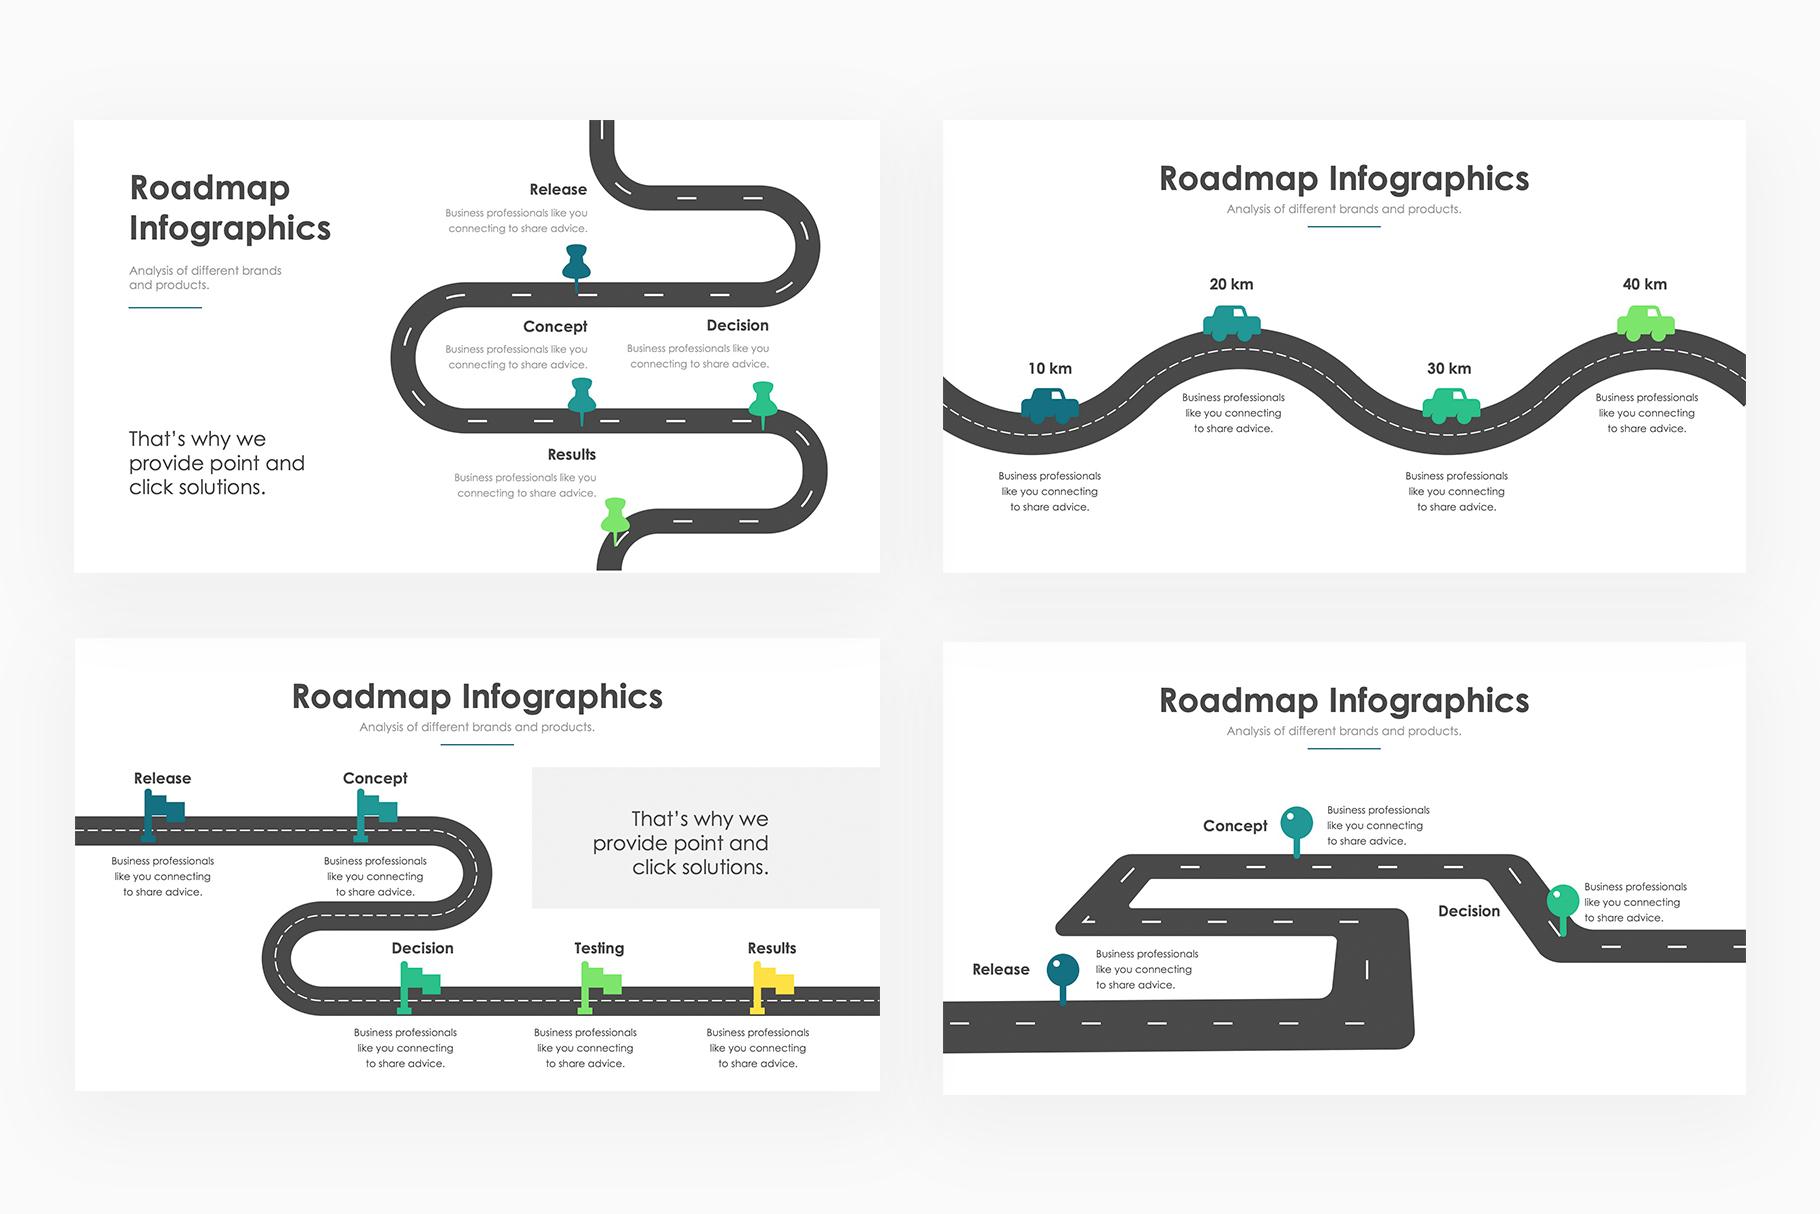 Roadmap
Infographics
Analysis of different brands
and products.
That's why we
provide point and
click solutions.
Release
Business professionals like you
connecting to share advice.
Concept
Business professionals like you
connecting to share advice.
Decision
Business professionals like you
connecting to share advice.
Results
Business professionals like you
connecting to share advice.
Roadmap Infographics
Analysis of different brands and products.
10 km
Business professionals
like you connecting
to share advice.
20 km
Business professionals
like you connecting
to share advice.
30 km
Business professionals
like you connecting
to share advice.
40 km
Business professionals
like you connecting
to share advice.
Roadmap Infographics
Analysis of different brands and products.
Release
Business professionals
like you connecting
to share advice.
Concept
Business professionals
like you connecting
to share advice.
That's why we
provide point and
click solutions.
Decision
Business professionals
like you connecting
to share advice.
Testing
Business professionals
like you connecting
to share advice.
Results
Business professionals
like you connecting
to share advice.
Roadmap Infographics
Analysis of different brands and products.
Concept
Business professionals
like you connecting
to share advice.
Decision
Business professionals
like you connecting
to share advice.
Release
Business professionals
like you connecting
to share advice.